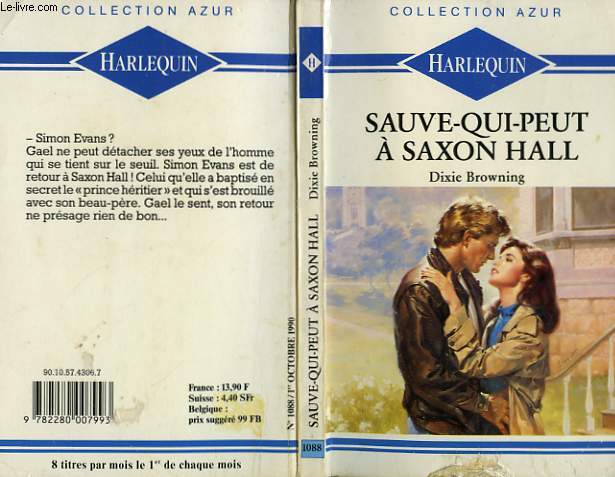 Le-livre.com
COLLECTION AZUR
HARLEQUIN
– Simon Evans ?
Gael ne peut détacher ses yeux de l'homme
qui se tient sur le seuil. Simon Evans est de
retour à Saxon Hall ! Celui qu'elle a baptisé en
secret le « prince héritier » et qui s'est brouillé
avec son beau-père. Gael le sent, son retour
ne présage rien de bon...
90.10.57.4306.7
9 782280 007993
France : 13,90 F
Suisse : 4,40 SFr
Belgique :
prix suggéré 99 FB
8 titres par mois le 1er de chaque mois
H
Dixie Browning
SAUVE-QUI-PEUT À SAXON HALL
N° 1088 / 1er OCTOBRE 1990
1088
COLLECTION AZUR
HARLEQUIN
SAUVE-QUI-PEUT
À SAXON HALL
Dixie Browning